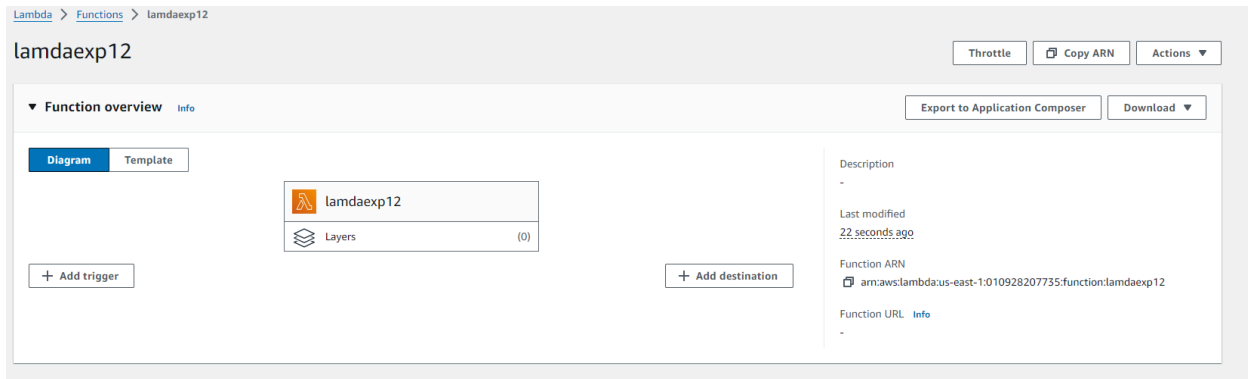 Lambda > Functions > lamdaexp12
lamdaexp12
Throttle
Copy ARN
Actions
Function overview Info
Export to Application Composer
Download
Diagram
Template
lamdaexp12
Layers (0)
+ Add trigger
+ Add destination
Description
-
Last modified
22 seconds ago
Function ARN
arn:aws:lambda:us-east-1:010928207735:function:lamdaexp12
Function URL Info
-